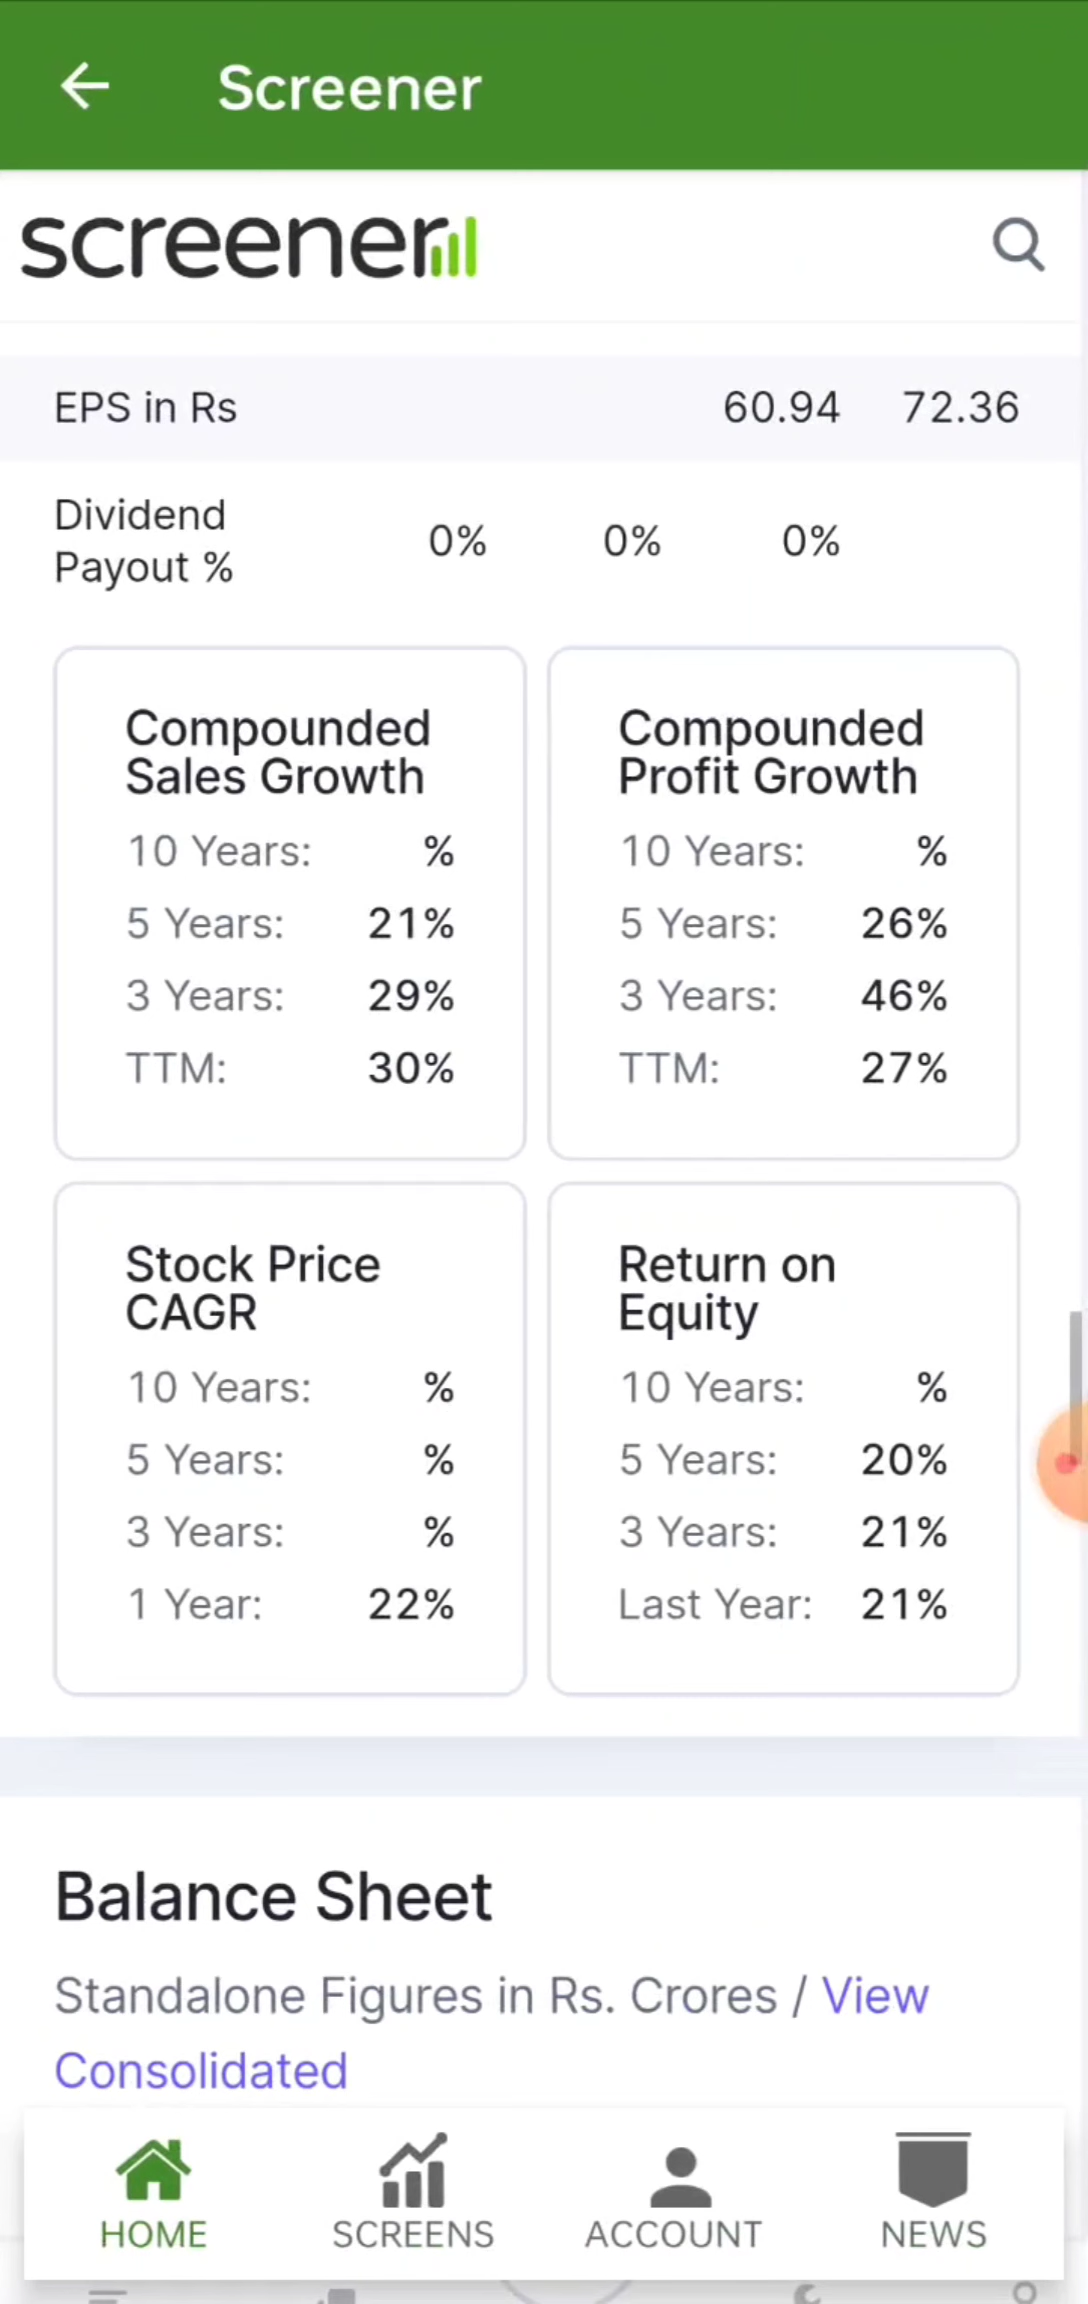 Screener
screener
EPS in Rs 60.94 72.36
Dividend
Payout % 0% 0% 0%
Compounded
Sales Growth
10 Years: %
5 Years: 21%
3 Years: 29%
TTM: 30%
Compounded
Profit Growth
10 Years: %
5 Years: 26%
3 Years: 46%
TTM: 27%
Stock Price
CAGR
10 Years: %
5 Years: %
3 Years: %
1 Year: 22%
Return on
Equity
10 Years: %
5 Years: 20%
3 Years: 21%
Last Year: 21%
Balance Sheet
Standalone Figures in Rs. Crores / View
Consolidated
HOME SCREENS ACCOUNT NEWS